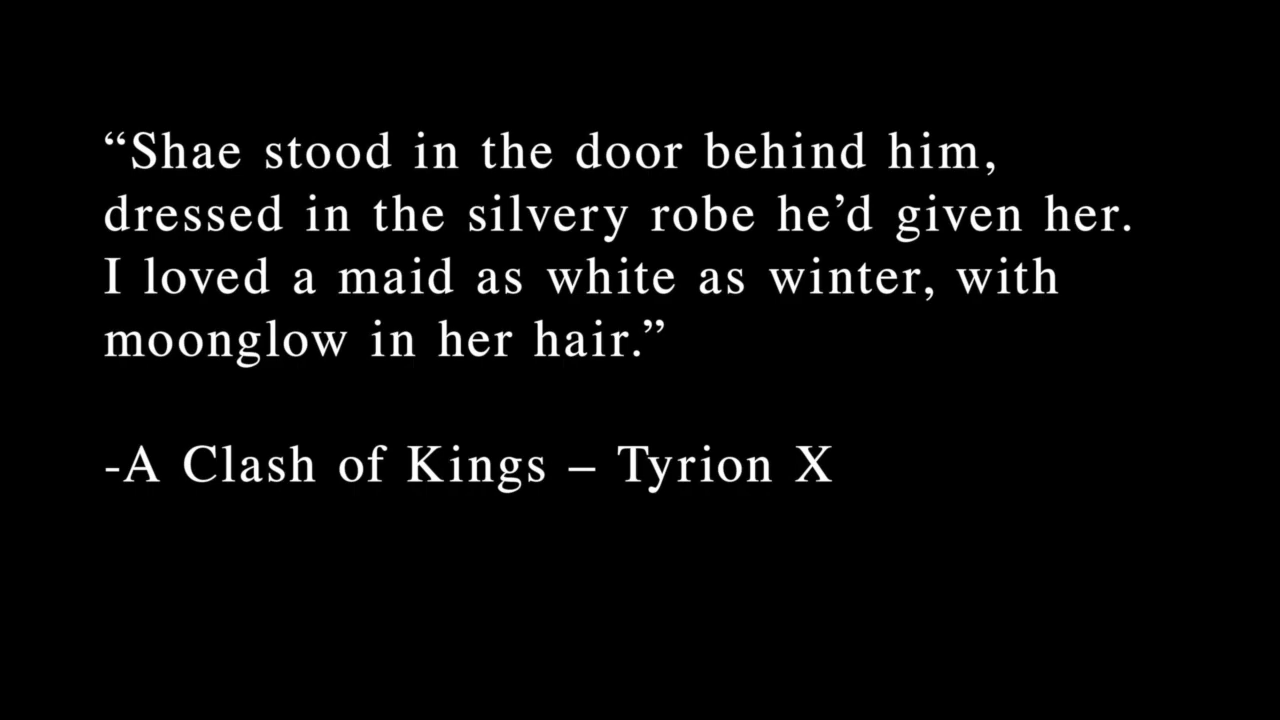 “Shae stood in the door behind him,
dressed in the silvery robe he’d given her.
I loved a maid as white as winter, with
moonglow in her hair.”
-A Clash of Kings – Tyrion X